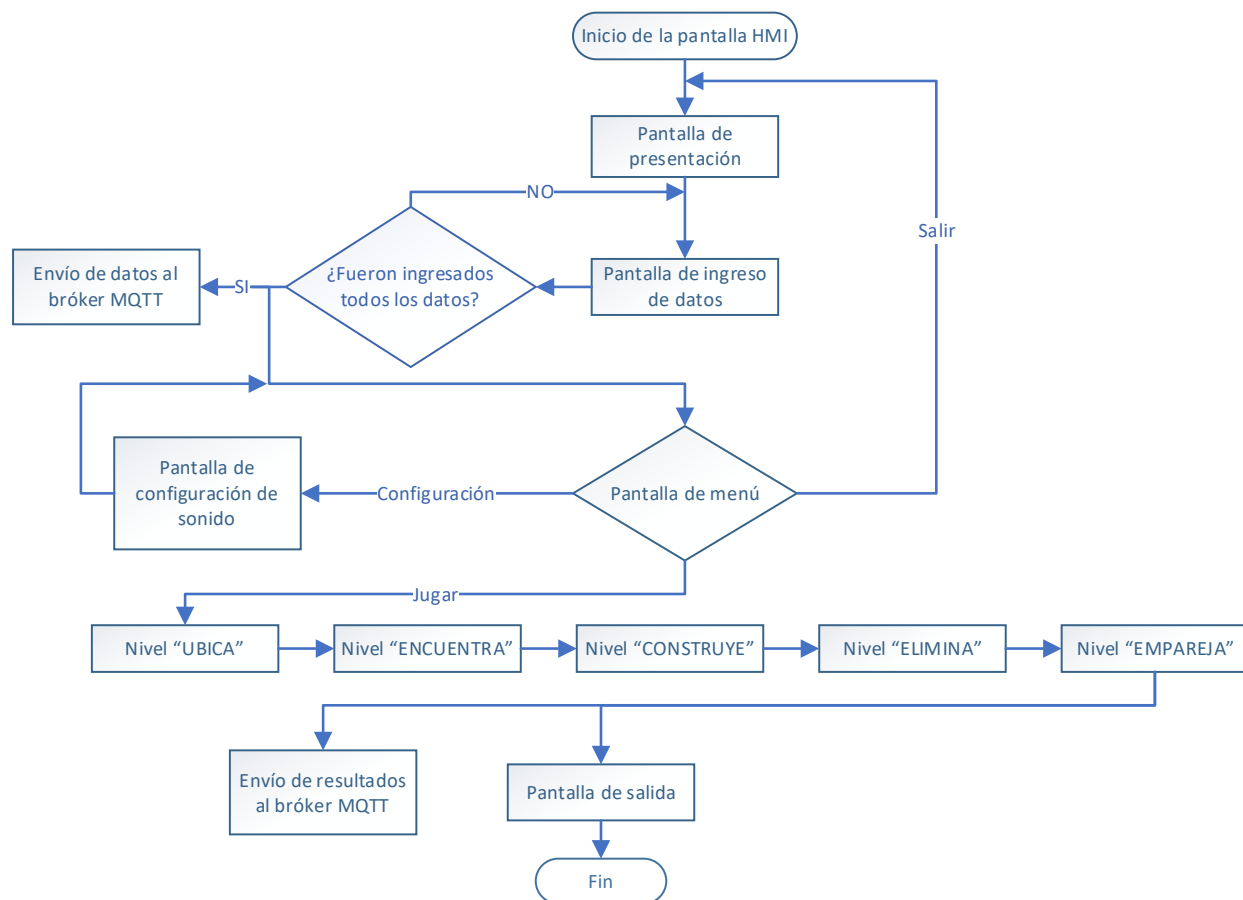 Inicio de la pantalla HMI
Pantalla de
presentación
NO
Salir
Envío de datos al
bróker MQTT
SI
¿Fueron ingresados
todos los datos?
Pantalla de ingreso
de datos
Pantalla de
configuración de
sonido
Configuración
Pantalla de menú
Jugar
Nivel “UBICA”
Nivel “ENCUENTRA”
Nivel “CONSTRUYE”
Nivel “ELIMINA”
Nivel “EMPAREJA”
Envío de resultados
al bróker MQTT
Pantalla de salida
Fin